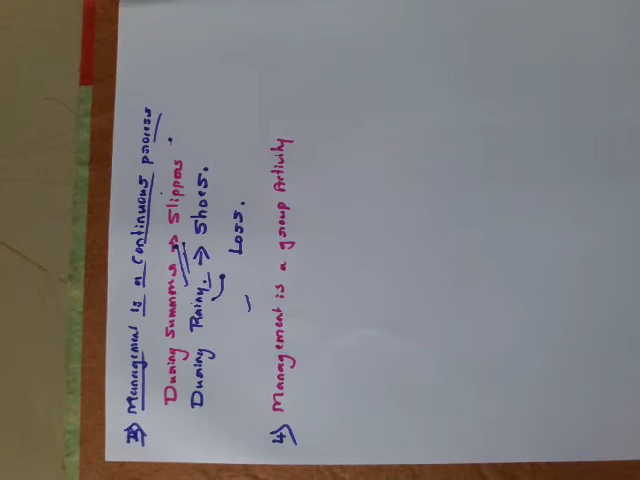 3) Management is a continuous process
During Summer => Slippers.
During Rainy. -> Shoes.
Loss.
4) Management is a group Activity